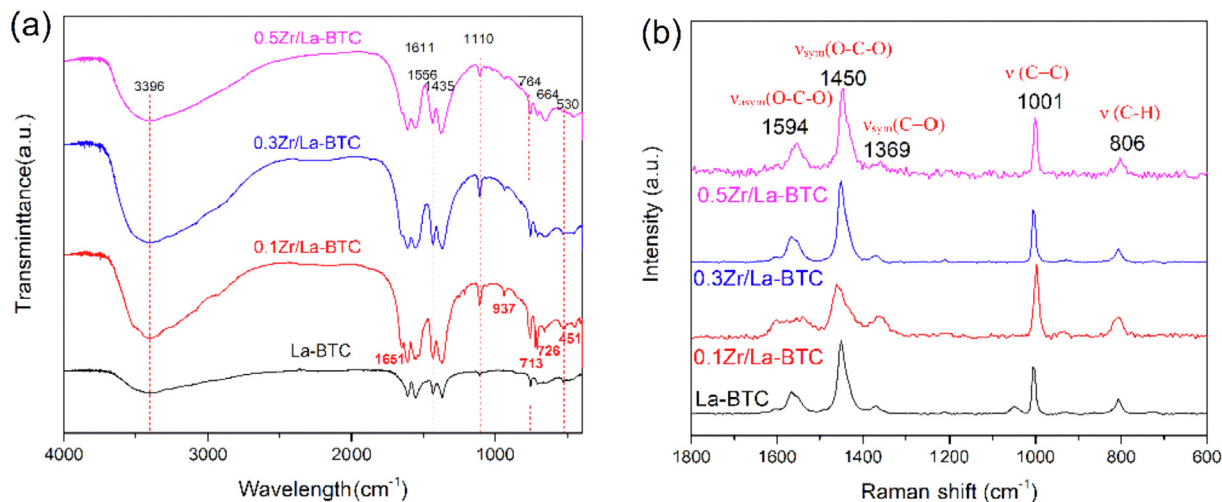 (a)
0.5Zr/La-BTC
3396
1611
1556
1435
1110
764
664
530
0.3Zr/La-BTC
0.1Zr/La-BTC
1651
937
726
713
451
La-BTC
Transminttance(a.u.)
4000 3000 2000 1000
Wavelength(cm⁻¹)
(b)
νsym(O-C-O)
1450
νasym(O-C-O)
1594
νsym(C–O)
1369
ν (C–C)
1001
ν (C-H)
806
0.5Zr/La-BTC
0.3Zr/La-BTC
0.1Zr/La-BTC
La-BTC
Intensity (a.u.)
1800 1600 1400 1200 1000 800 600
Raman shift (cm⁻¹)